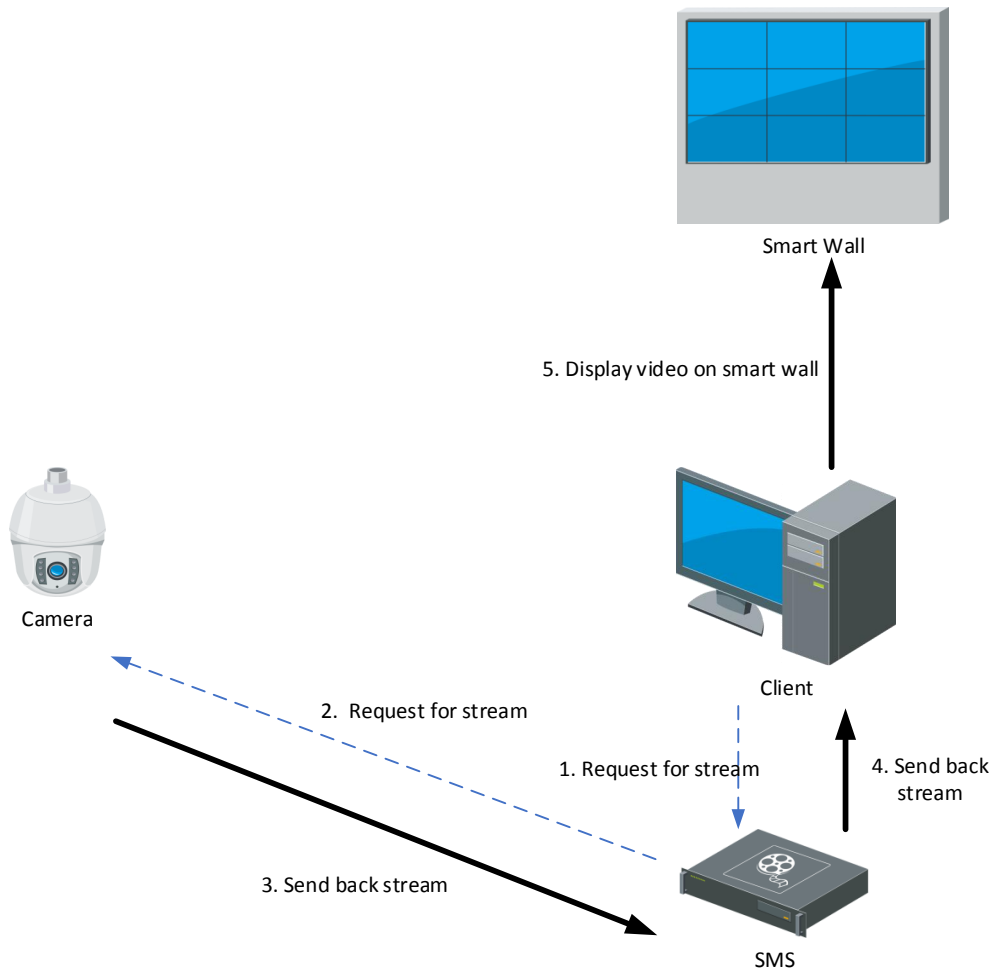 Smart Wall
5. Display video on smart wall
Camera
Client
2. Request for stream
1. Request for stream
4. Send back
stream
3. Send back stream
SMS